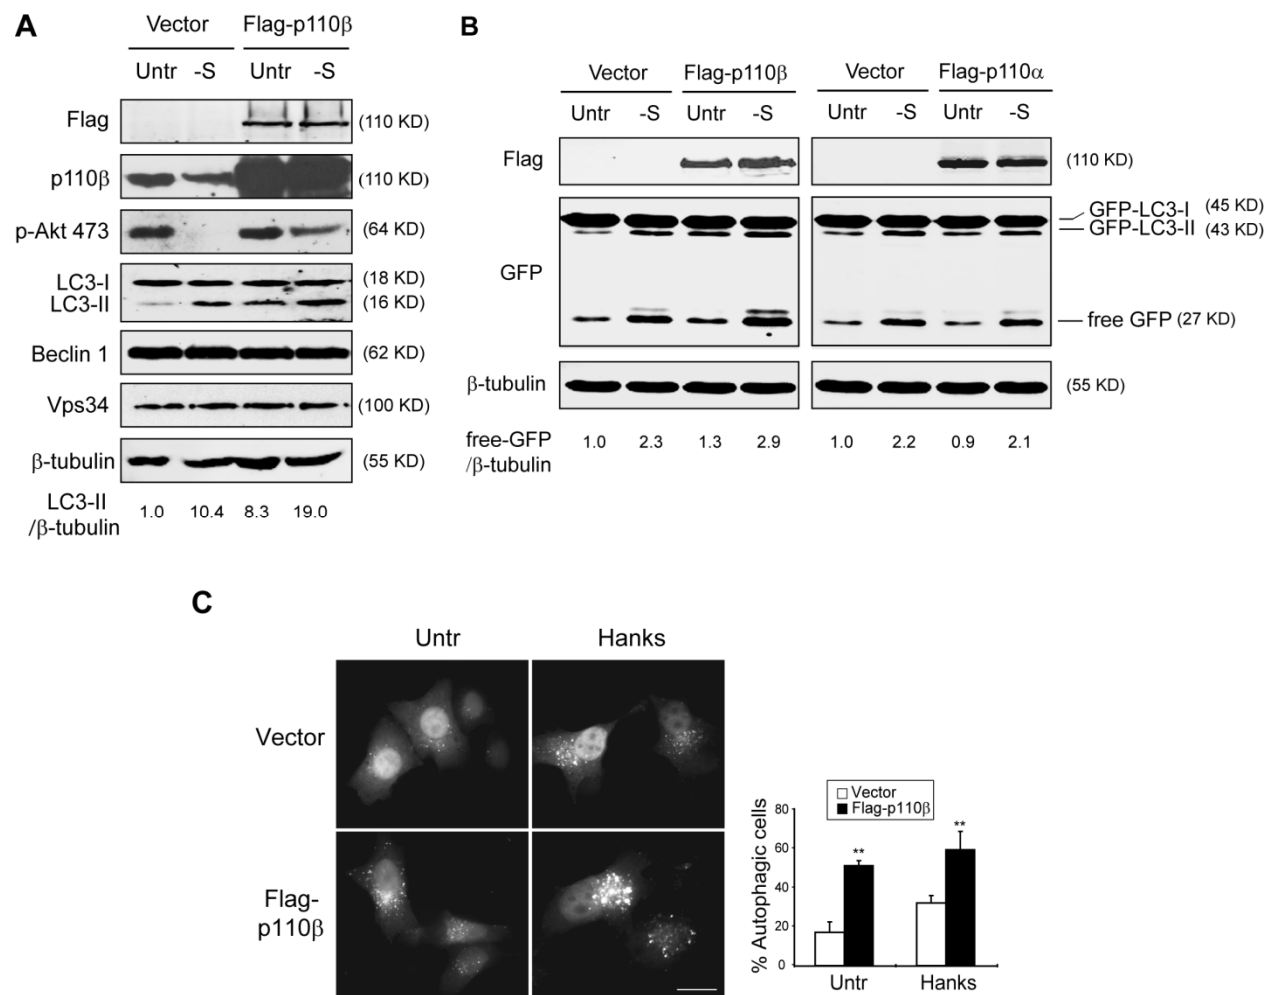 A
Vector Flag-p110β
Untr -S Untr -S
Flag (110 KD)
p110β (110 KD)
p-Akt 473 (64 KD)
LC3-I (18 KD)
LC3-II (16 KD)
Beclin 1 (62 KD)
Vps34 (100 KD)
β-tubulin (55 KD)
LC3-II
/β-tubulin
1.0 10.4 8.3 19.0
B
Vector Flag-p110β Vector Flag-p110α
Untr -S Untr -S Untr -S Untr -S
Flag (110 KD)
GFP-LC3-I (45 KD)
GFP-LC3-II (43 KD)
GFP
free GFP (27 KD)
β-tubulin (55 KD)
free-GFP
/β-tubulin
1.0 2.3 1.3 2.9 1.0 2.2 0.9 2.1
C
Untr Hanks
Vector
Flag-
p110β
Vector
Flag-p110β
% Autophagic cells
80
60
40
20
0
** **
Untr Hanks